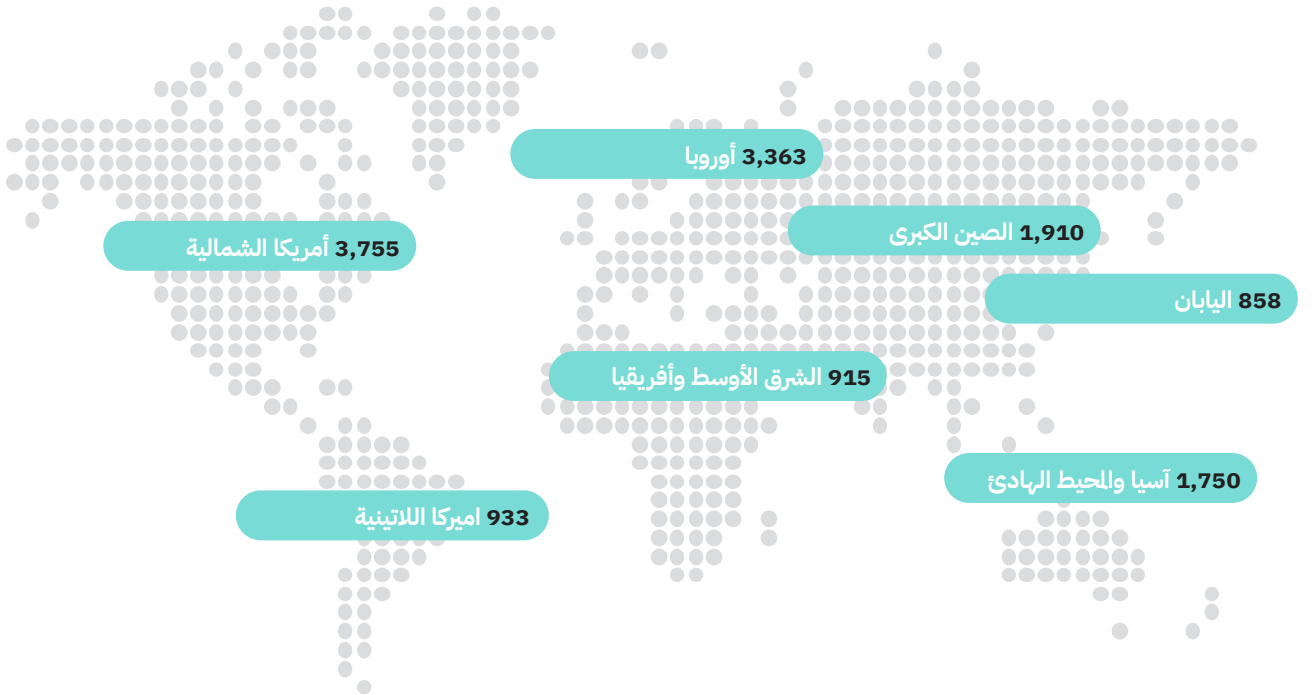 3,363 أوروبا
1,910 الصين الكبرى
3,755 أمريكا الشمالية
858 اليابان
915 الشرق الأوسط وأفريقيا
1,750 آسيا والمحيط الهادئ
933 اميركا اللاتينية